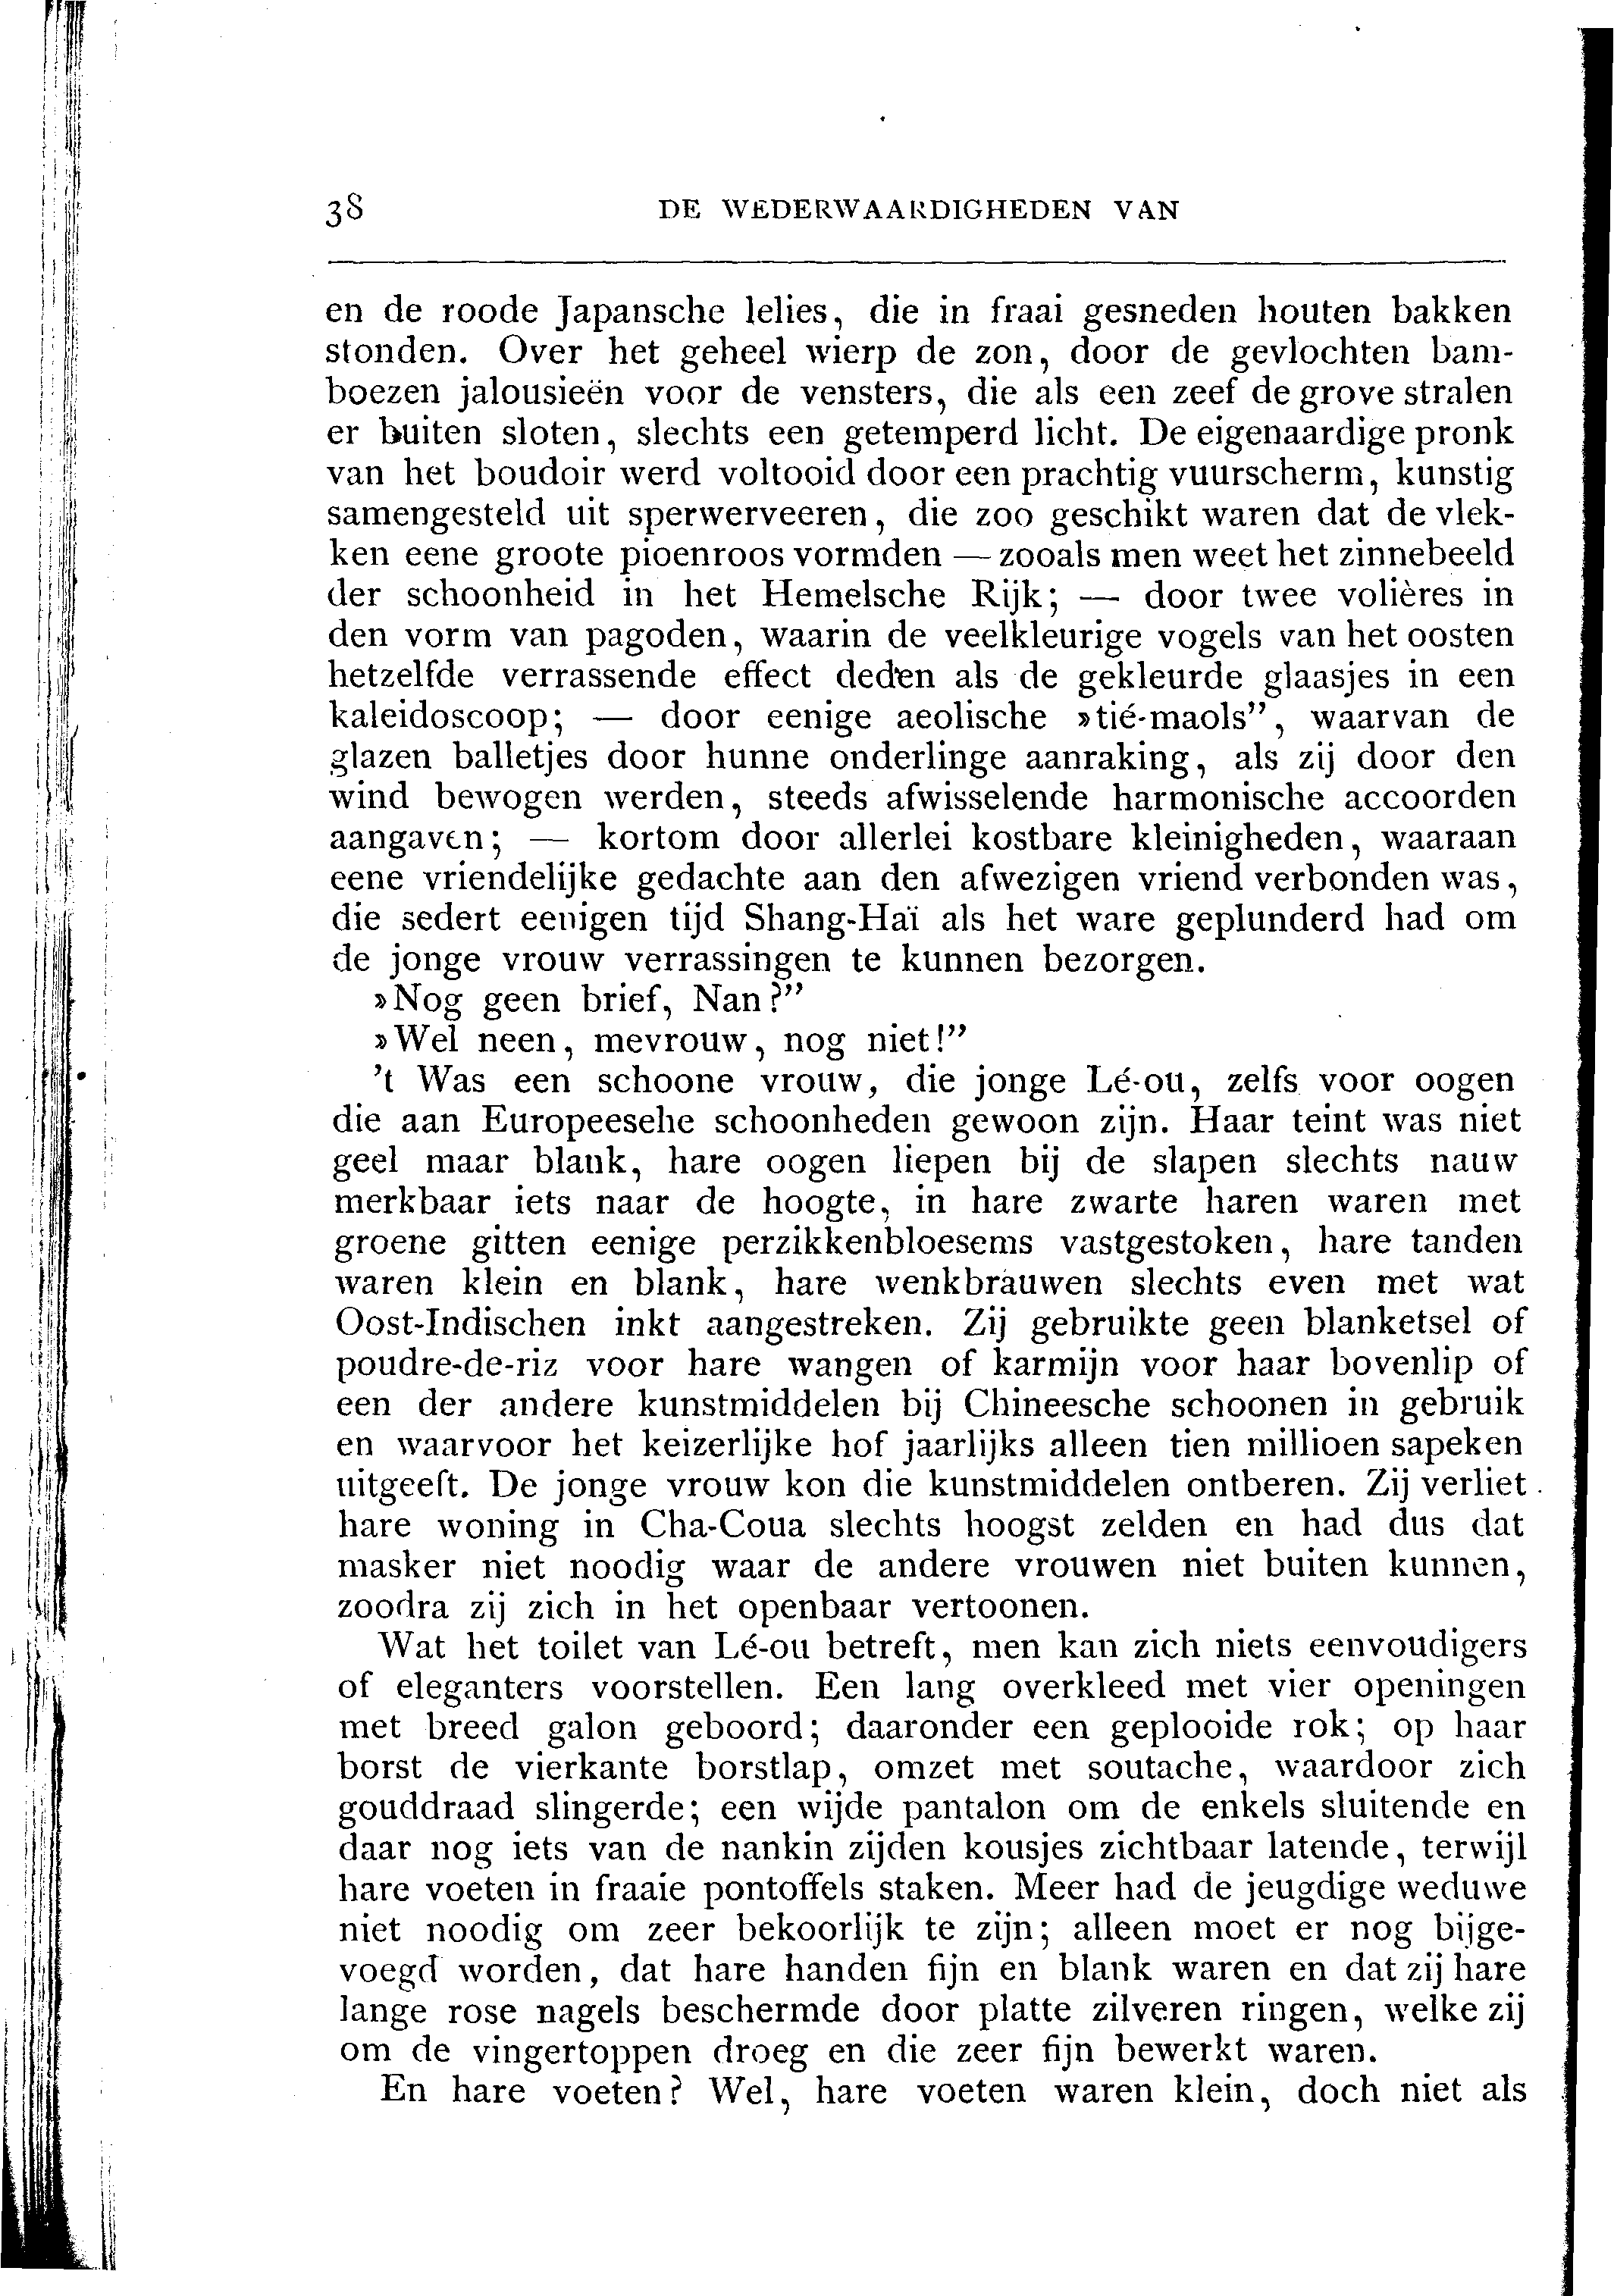 38 DE WEDERWAARDIGHEDEN VAN
en de roode Japansche lelies, die in fraai gesneden houten bakken
stonden. Over het geheel wierp de zon, door de gevlochten bam-
boezen jalousieën voor de vensters, die als een zeef de grove stralen
er buiten sloten, slechts een getemperd licht. De eigenaardige pronk
van het boudoir werd voltooid door een prachtig vuurscherm, kunstig
samengesteld uit sperwerveeren, die zoo geschikt waren dat de vlek-
ken eene groote pioenroos vormden — zooals men weet het zinnebeeld
der schoonheid in het Hemelsche Rijk; — door twee volières in
den vorm van pagoden, waarin de veelkleurige vogels van het oosten
hetzelfde verrassende effect deden als de gekleurde glaasjes in een
kaleidoscoop; — door eenige aeolische »tié-maols”, waarvan de
glazen balletjes door hunne onderlinge aanraking, als zij door den
wind bewogen werden, steeds afwisselende harmonische accoorden
aangaven; — kortom door allerlei kostbare kleinigheden, waaraan
eene vriendelijke gedachte aan den afwezigen vriend verbonden was,
die sedert eenigen tijd Shang-Haï als het ware geplunderd had om
de jonge vrouw verrassingen te kunnen bezorgen.
»Nog geen brief, Nan?”
»Wel neen, mevrouw, nog niet!”
’t Was een schoone vrouw, die jonge Lé-ou, zelfs voor oogen
die aan Europeesehe schoonheden gewoon zijn. Haar teint was niet
geel maar blank, hare oogen liepen bij de slapen slechts nauw
merkbaar iets naar de hoogte, in hare zwarte haren waren met
groene gitten eenige perzikkenbloesems vastgestoken, hare tanden
waren klein en blank, hare wenkbrauwen slechts even met wat
Oost-Indischen inkt aangestreken. Zij gebruikte geen blanketsel of
poudre-de-riz voor hare wangen of karmijn voor haar bovenlip of
een der andere kunstmiddelen bij Chineesche schoonen in gebruik
en waarvoor het keizerlijke hof jaarlijks alleen tien millioen sapeken
uitgeeft. De jonge vrouw kon die kunstmiddelen ontberen. Zij verliet
hare woning in Cha-Coua slechts hoogst zelden en had dus dat
masker niet noodig waar de andere vrouwen niet buiten kunnen,
zoodra zij zich in het openbaar vertoonen.
Wat het toilet van Lé-ou betreft, men kan zich niets eenvoudigers
of eleganters voorstellen. Een lang overkleed met vier openingen
met breed galon geboord; daaronder een geplooide rok; op haar
borst de vierkante borstlap, omzet met soutache, waardoor zich
gouddraad slingerde; een wijde pantalon om de enkels sluitende en
daar nog iets van de nankin zijden kousjes zichtbaar latende, terwijl
hare voeten in fraaie pontoffels staken. Meer had de jeugdige weduwe
niet noodig om zeer bekoorlijk te zijn; alleen moet er nog bijge-
voegd worden, dat hare handen fijn en blank waren en dat zij hare
lange rose nagels beschermde door platte zilveren ringen, welke zij
om de vingertoppen droeg en die zeer fijn bewerkt waren.
En hare voeten? Wel, hare voeten waren klein, doch niet als